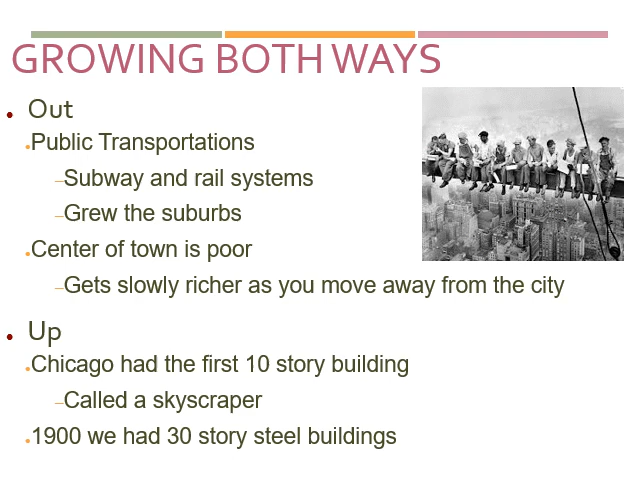 GROWING BOTH WAYS
Out
Public Transportations
–Subway and rail systems
–Grew the suburbs
Center of town is poor
–Gets slowly richer as you move away from the city
Up
Chicago had the first 10 story building
–Called a skyscraper
1900 we had 30 story steel buildings